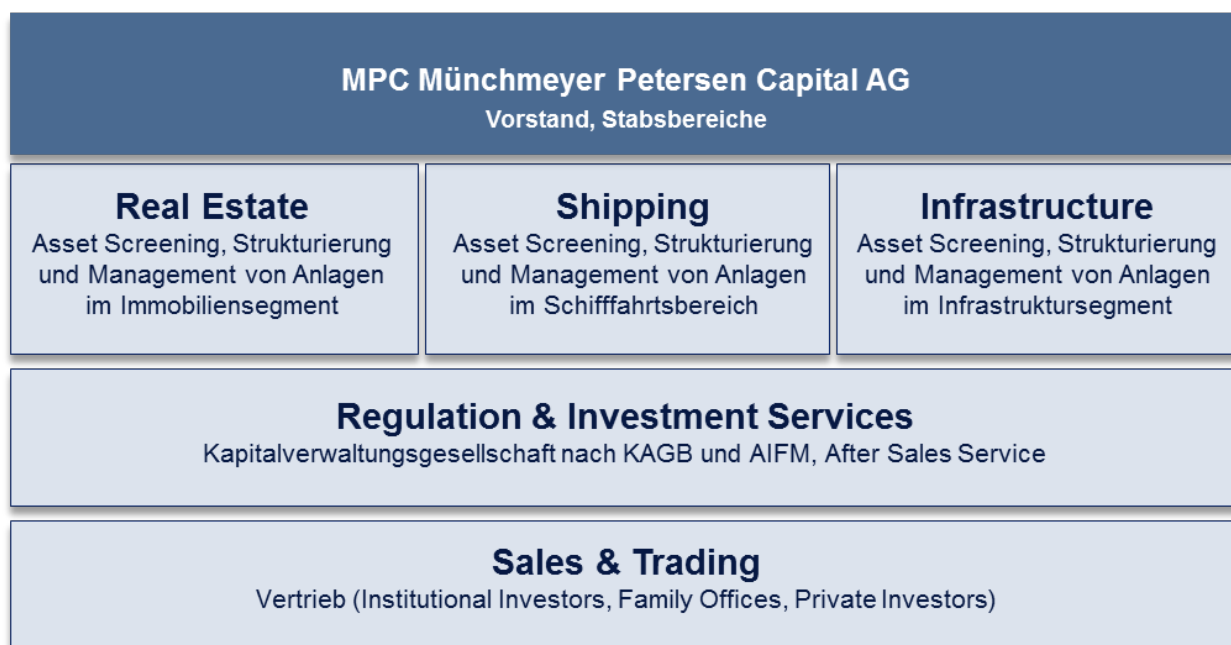 MPC Münchmeyer Petersen Capital AG
Vorstand, Stabsbereiche
Real Estate
Asset Screening, Strukturierung
und Management von Anlagen
im Immobiliensegment
Shipping
Asset Screening, Strukturierung
und Management von Anlagen
im Schifffahrtsbereich
Infrastructure
Asset Screening, Strukturierung
und Management von Anlagen
im Infrastruktursegment
Regulation & Investment Services
Kapitalverwaltungsgesellschaft nach KAGB und AIFM, After Sales Service
Sales & Trading
Vertrieb (Institutional Investors, Family Offices, Private Investors)